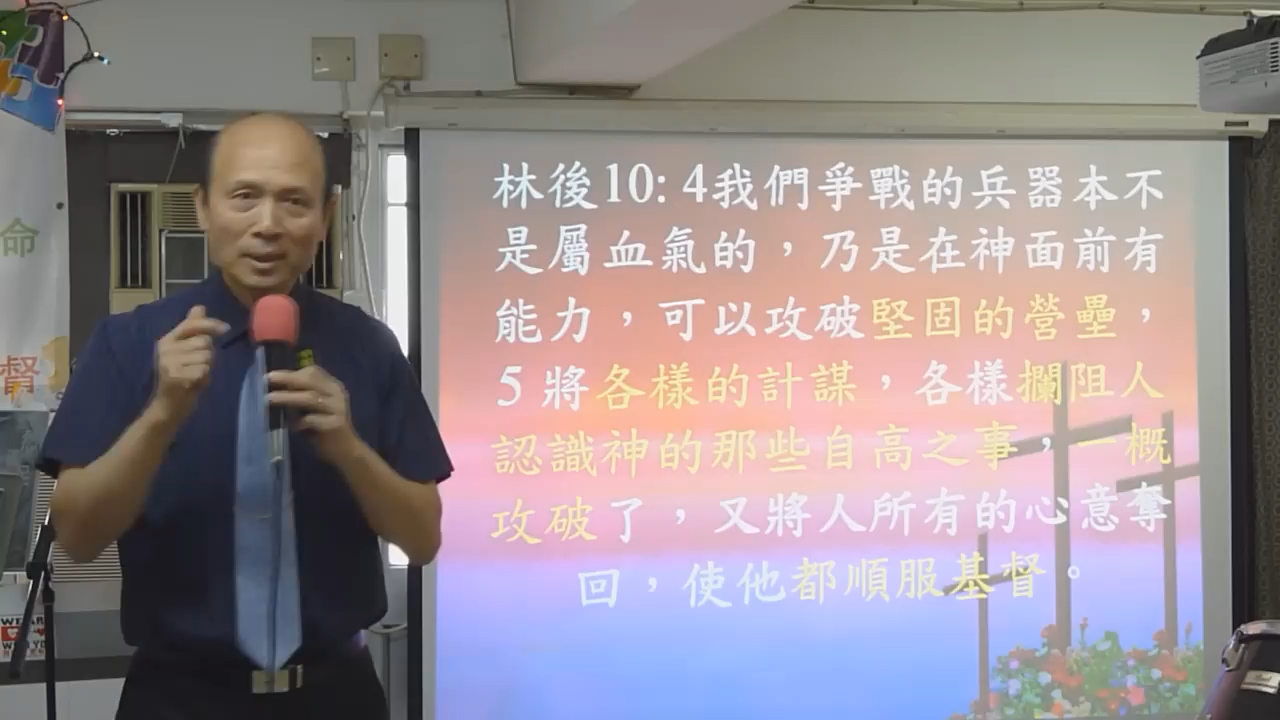 林後10: 4我們爭戰的兵器本不
是屬血氣的，乃是在神面前有
能力，可以攻破堅固的營壘，
5 將各樣的計謀，各樣攔阻人
認識神的那些自高之事，一概
攻破了，又將人所有的心意奪
回，使他都順服基督。
命
督